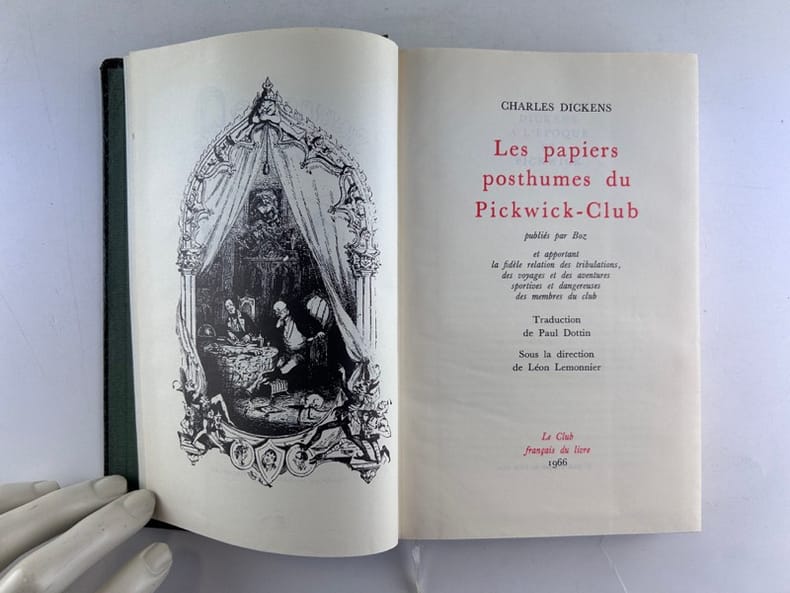 CHARLES DICKENS
Les papiers
posthumes du
Pickwick-Club
publiés par Boz
et apportant
la fidèle relation des tribulations,
des voyages et des aventures
sportives et dangereuses
des membres du club
Traduction
de Paul Dottin
Sous la direction
de Léon Lemonnier
Le Club
français du livre
1966